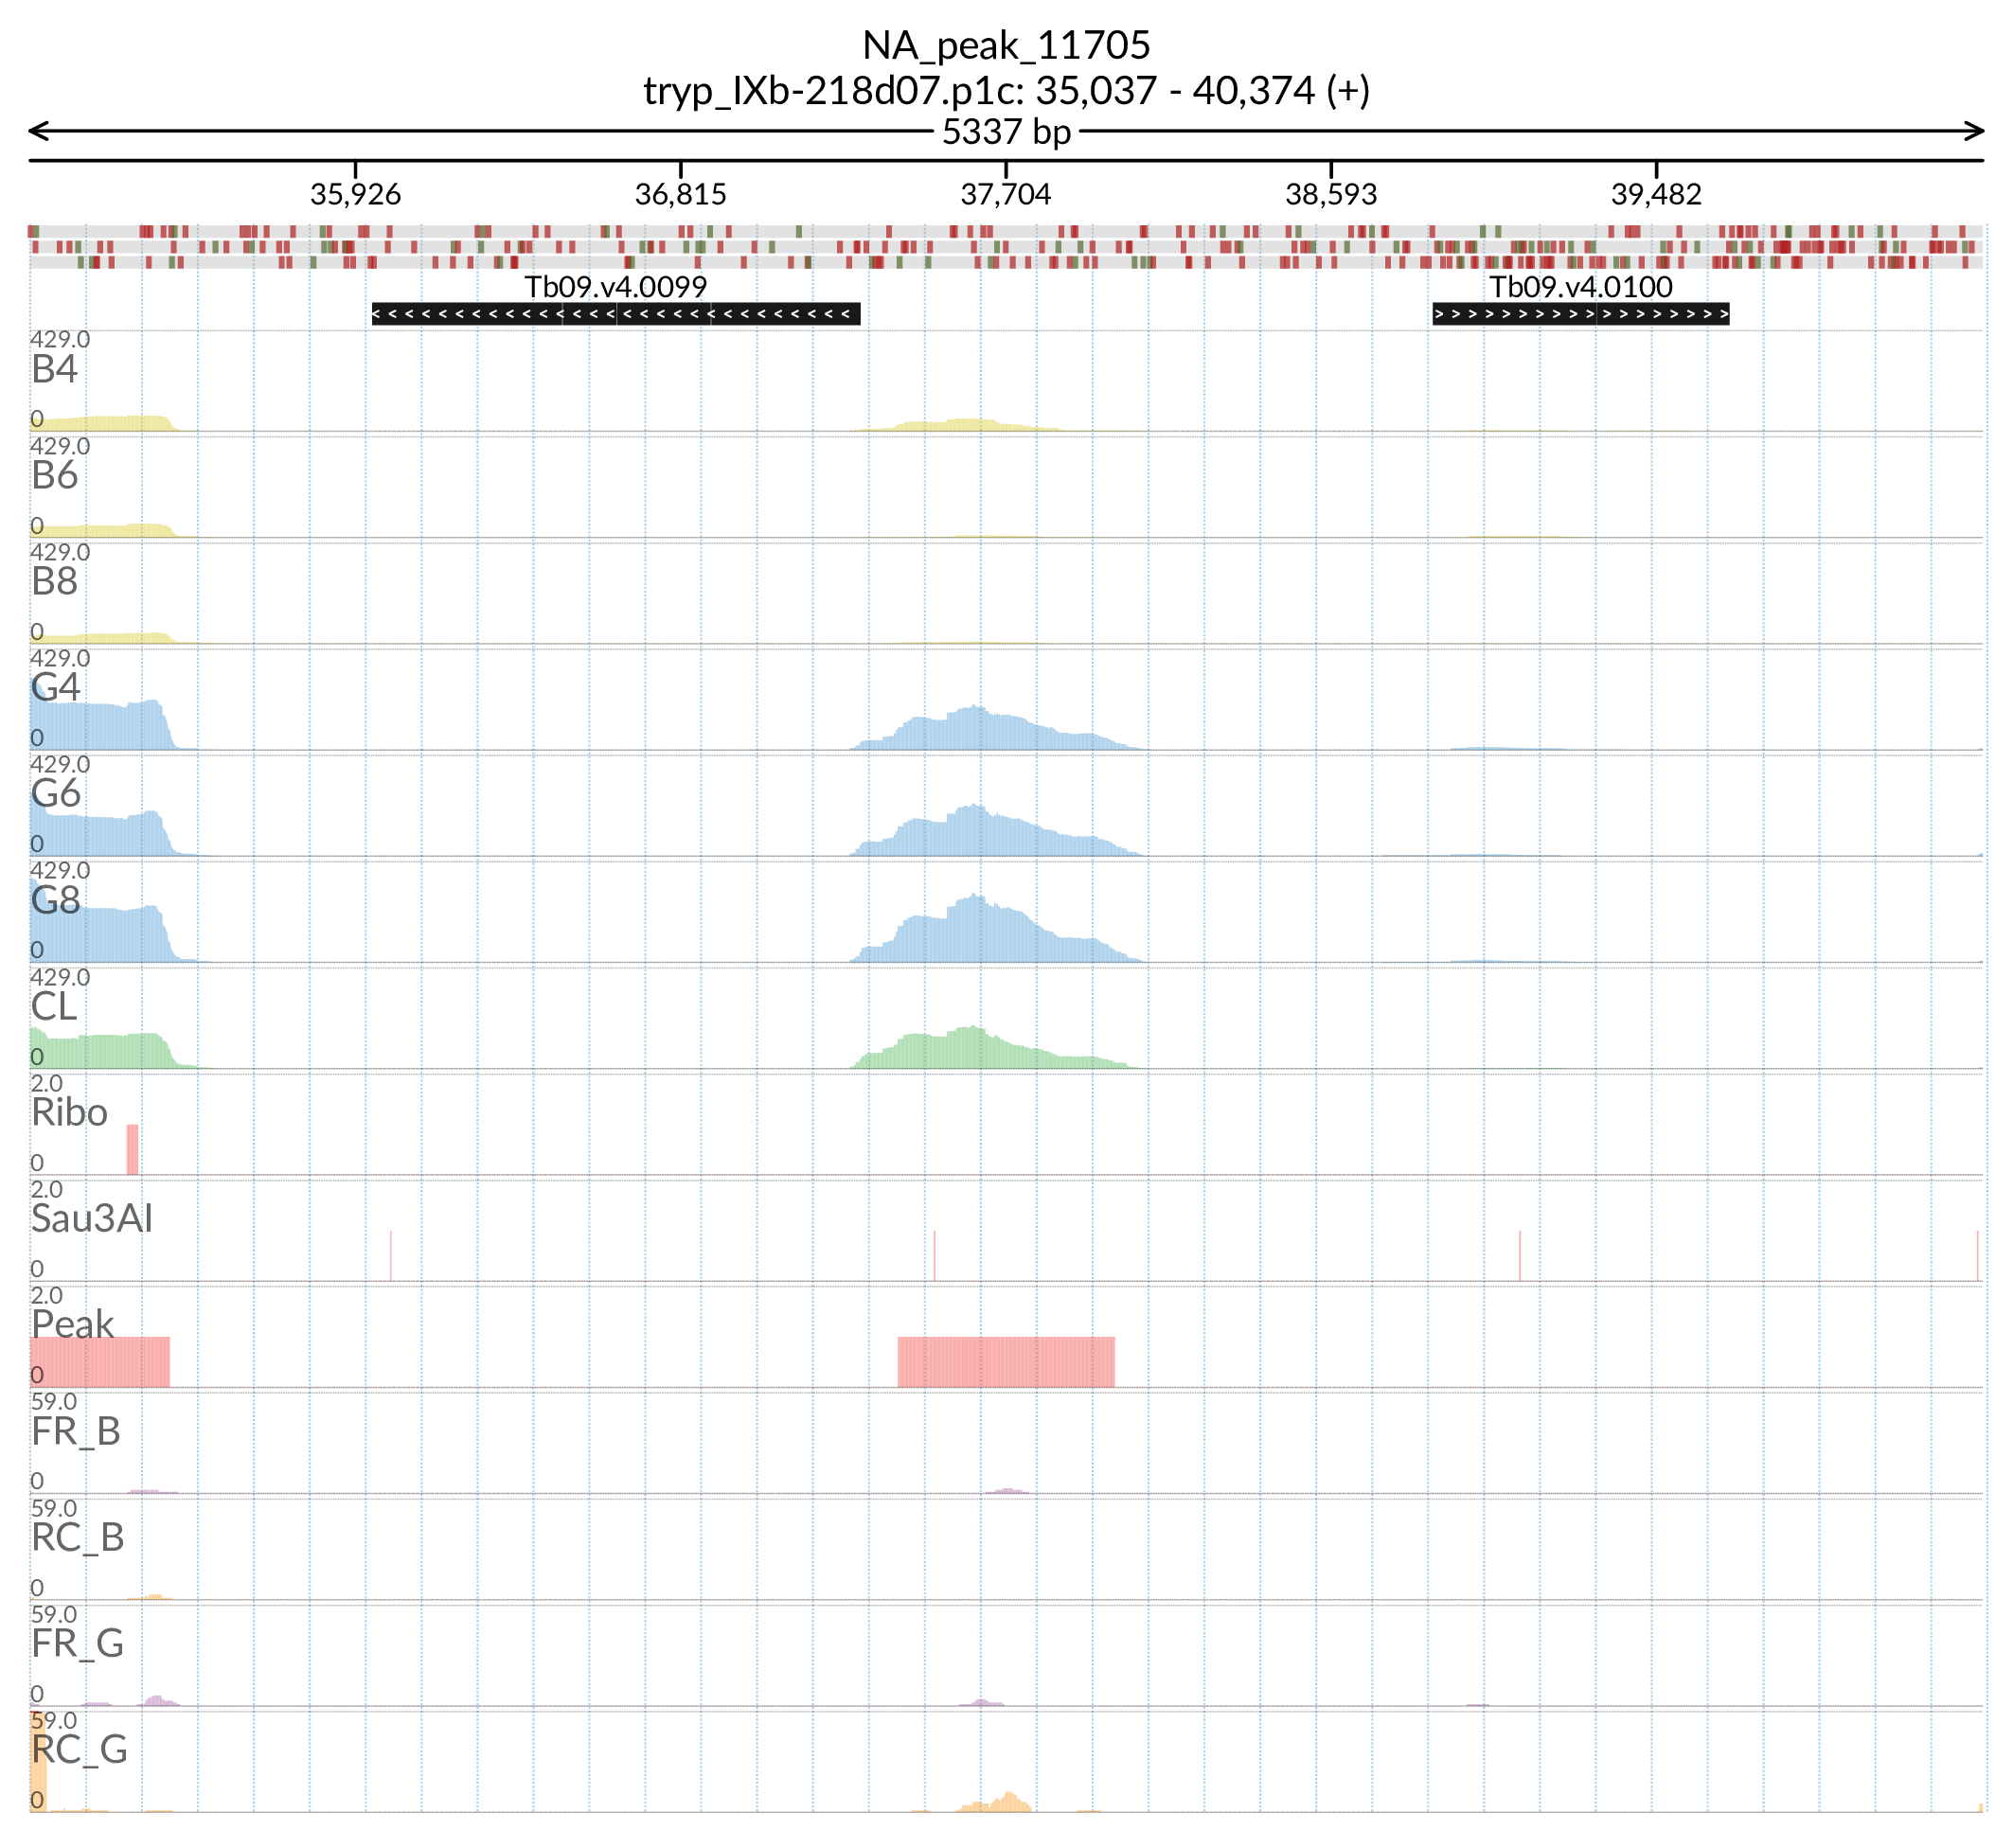 NA_peak_11705
tryp_IXb-218d07.p1c: 35,037 - 40,374 (+)
5337 bp
35,926 36,815 37,704 38,593 39,482
Tb09.v4.0099 Tb09.v4.0100
429.0
B4
0
429.0
B6
0
429.0
B8
0
429.0
G4
0
429.0
G6
0
429.0
G8
0
429.0
CL
0
2.0
Ribo
0
2.0
Sau3AI
0
2.0
Peak
0
59.0
FR_B
0
59.0
RC_B
0
59.0
FR_G
0
59.0
RC_G
0